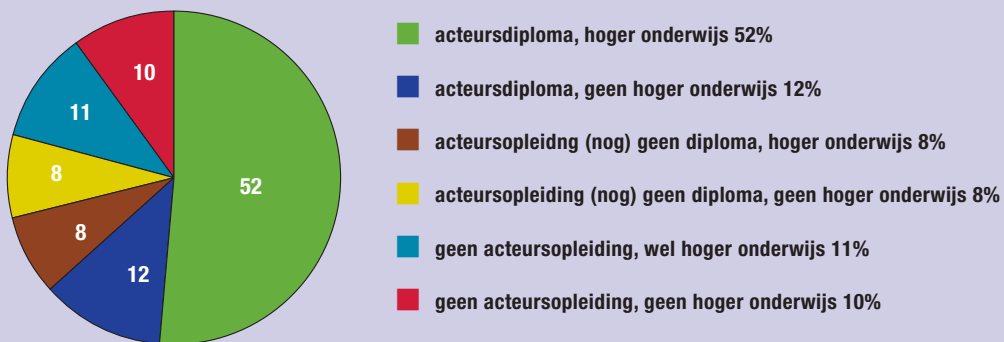 10
11
8
8
12
52
acteursdiploma, hoger onderwijs 52%
acteursdiploma, geen hoger onderwijs 12%
acteursopleidng (nog) geen diploma, hoger onderwijs 8%
acteursopleiding (nog) geen diploma, geen hoger onderwijs 8%
geen acteursopleiding, wel hoger onderwijs 11%
geen acteursopleiding, geen hoger onderwijs 10%